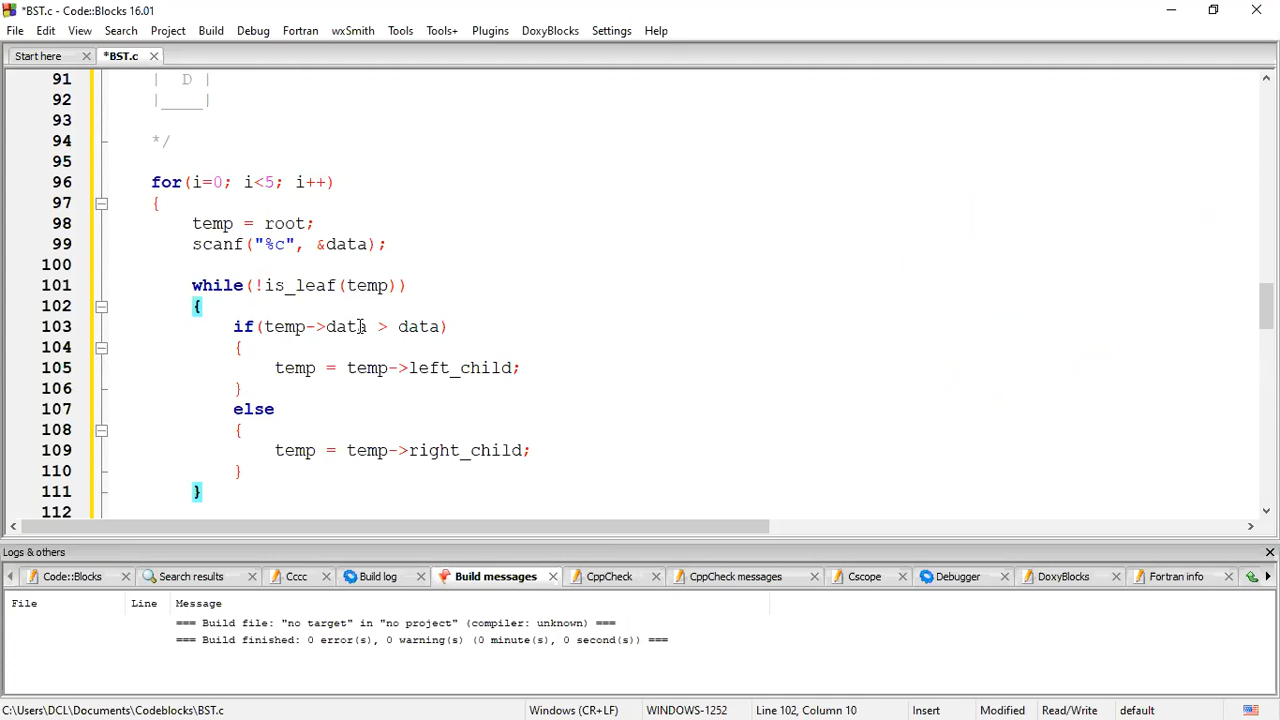 *BST.c - Code::Blocks 16.01
File Edit View Search Project Build Debug Fortran wxSmith Tools Tools+ Plugins DoxyBlocks Settings Help
Start here *BST.c
91 | D |
92 |_____|
93
94 */
95
96 for(i=0; i<5; i++)
97 {
98 temp = root;
99 scanf("%c", &data);
100
101 while(!is_leaf(temp))
102 {
103 if(temp->data > data)
104 {
105 temp = temp->left_child;
106 }
107 else
108 {
109 temp = temp->right_child;
110 }
111 }
112
Logs & others
Code::Blocks Search results Cccc Build log Build messages CppCheck CppCheck messages Cscope Debugger DoxyBlocks Fortran info
File Line Message
=== Build file: "no target" in "no project" (compiler: unknown) ===
=== Build finished: 0 error(s), 0 warning(s) (0 minute(s), 0 second(s)) ===
C:\Users\DCL\Documents\Codeblocks\BST.c Windows (CR+LF) WINDOWS-1252 Line 102, Column 10 Insert Modified Read/Write default